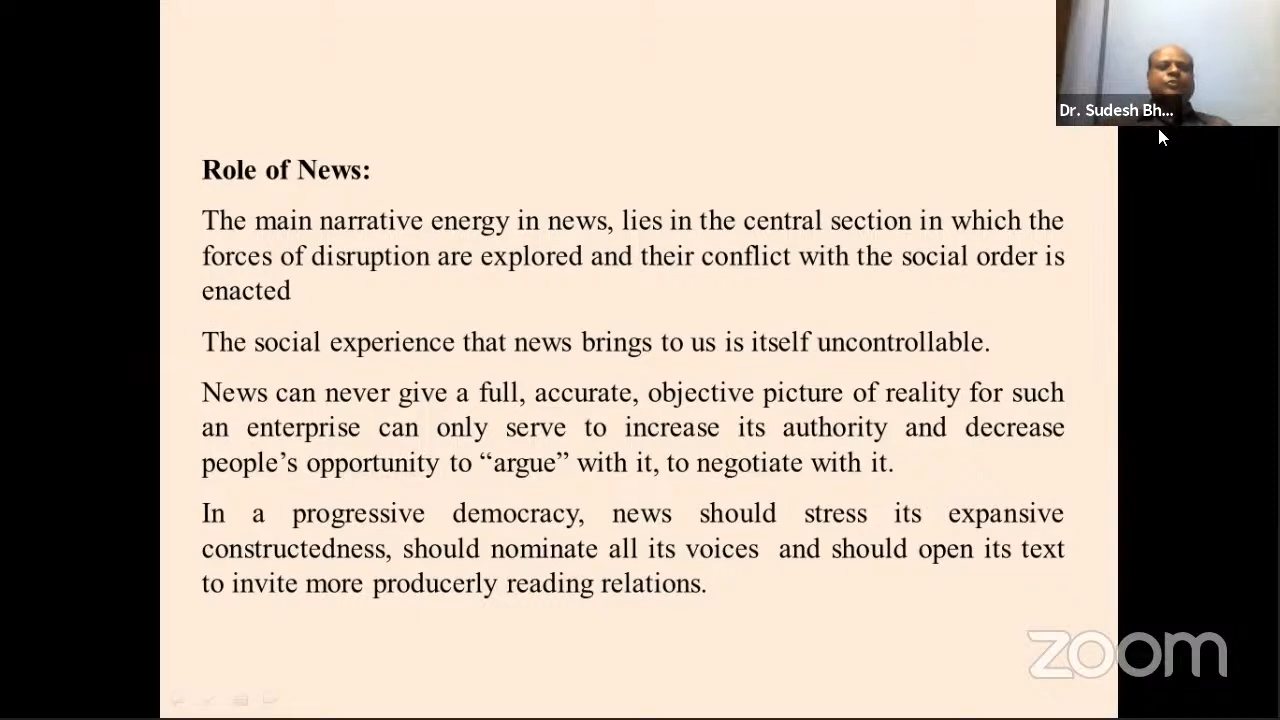 Dr. Sudesh Bh...
Role of News:
The main narrative energy in news, lies in the central section in which the
forces of disruption are explored and their conflict with the social order is
enacted
The social experience that news brings to us is itself uncontrollable.
News can never give a full, accurate, objective picture of reality for such
an enterprise can only serve to increase its authority and decrease
people’s opportunity to “argue” with it, to negotiate with it.
In a progressive democracy, news should stress its expansive
constructedness, should nominate all its voices and should open its text
to invite more producerly reading relations.
zoom